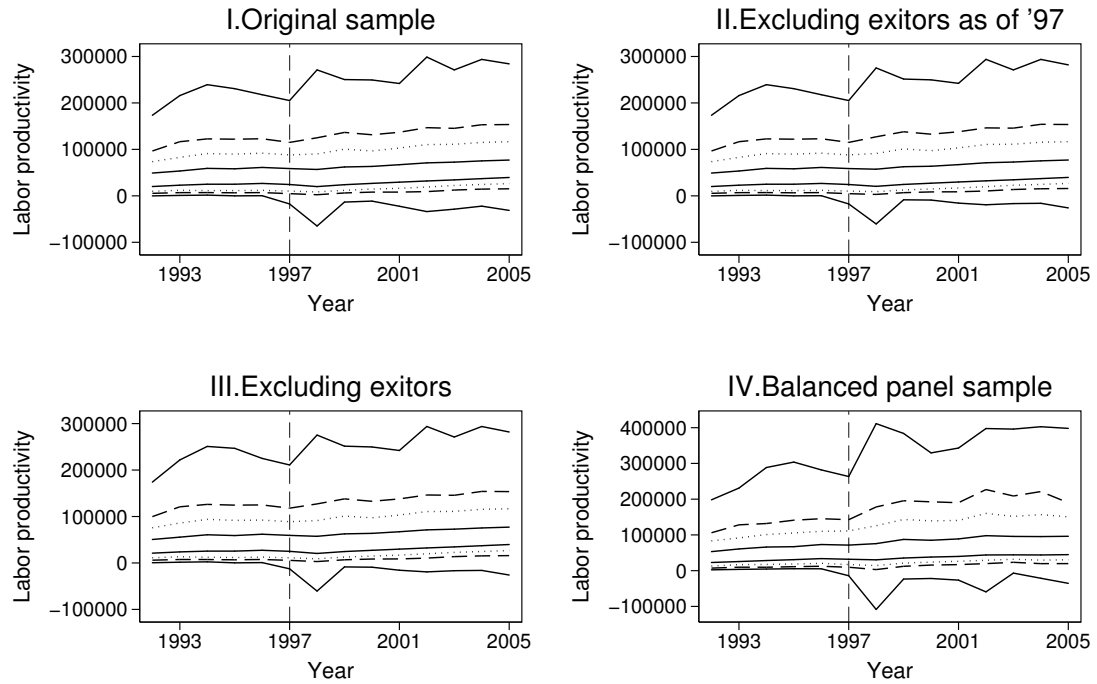 I.Original sample
Labor productivity
300000
200000
100000
0
−100000
1993 1997 2001 2005
Year
II.Excluding exitors as of ’97
Labor productivity
300000
200000
100000
0
−100000
1993 1997 2001 2005
Year
III.Excluding exitors
Labor productivity
300000
200000
100000
0
−100000
1993 1997 2001 2005
Year
IV.Balanced panel sample
Labor productivity
400000
300000
200000
100000
0
−100000
1993 1997 2001 2005
Year